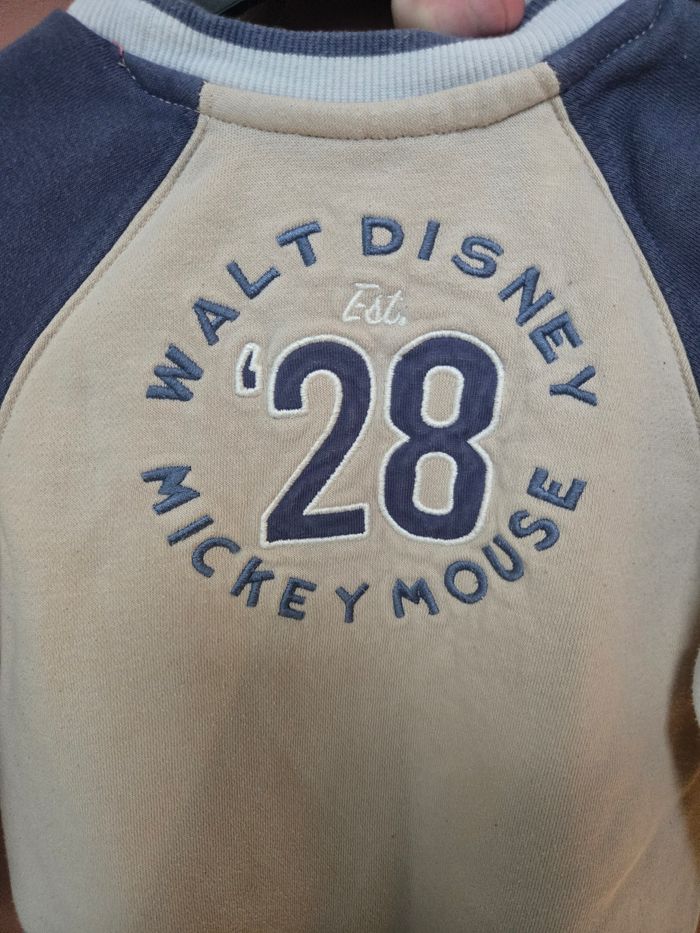 WALT DISNEY
Est.
'28
MICKEY MOUSE